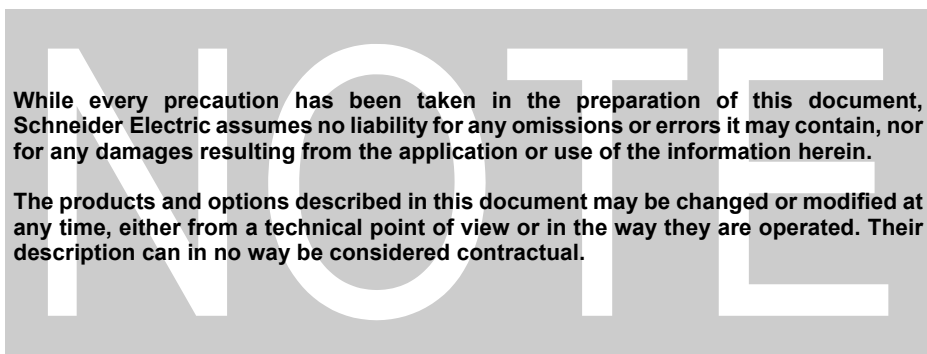 NOTE
While every precaution has been taken in the preparation of this document,
Schneider Electric assumes no liability for any omissions or errors it may contain, nor
for any damages resulting from the application or use of the information herein.
The products and options described in this document may be changed or modified at
any time, either from a technical point of view or in the way they are operated. Their
description can in no way be considered contractual.